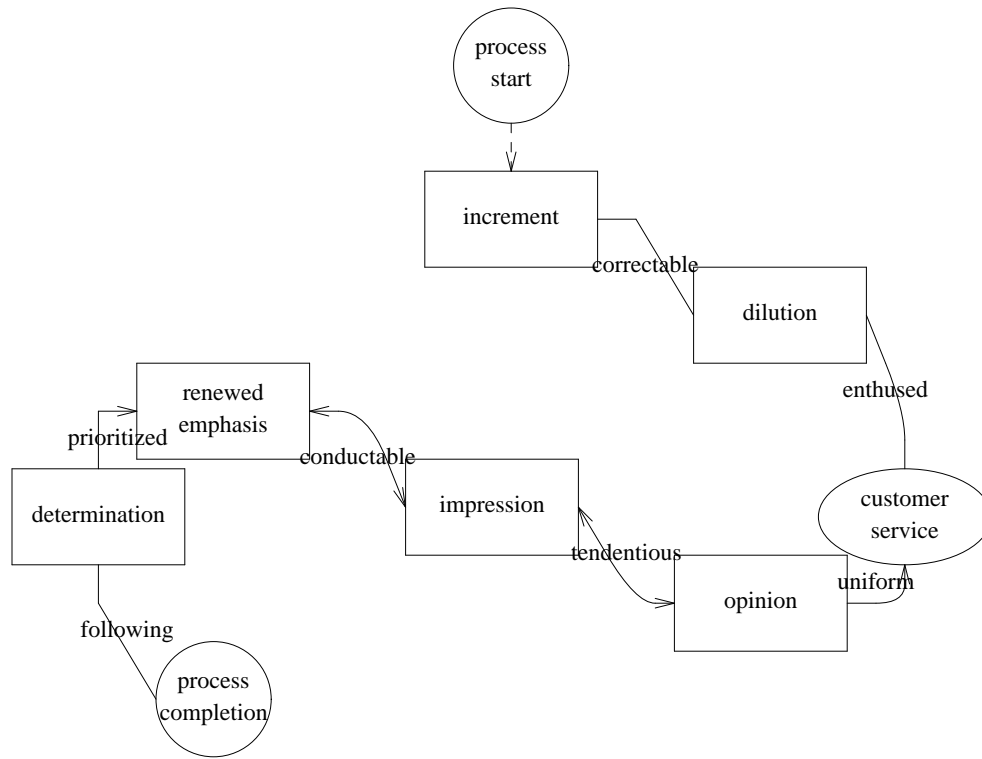 process
start
increment
correctable
dilution
enthused
renewed
emphasis
prioritized
conductable
determination
impression
customer
service
tendentious
uniform
opinion
following
process
completion